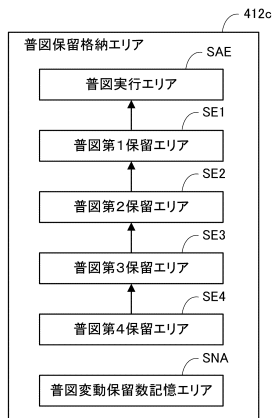 412c
普図保留格納エリア
SAE
普図実行エリア
SE1
普図第1保留エリア
SE2
普図第2保留エリア
SE3
普図第3保留エリア
SE4
普図第4保留エリア
SNA
普図変動保留数記憶エリア